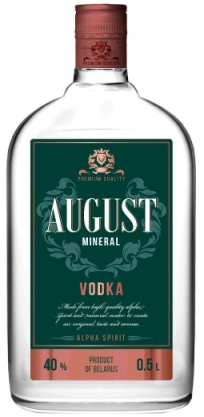 PREMIUM QUALITY
AUGUST
MINERAL
VODKA
Made from high quality alpha
spirit and mineral water to create
an original taste and aroma.
ALPHA SPIRIT
40 %
PRODUCT
OF BELARUS
0.5 L